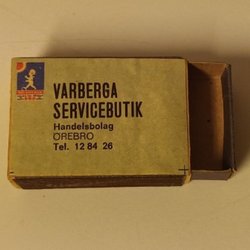 VARBERGA
SERVICEBUTIK
Handelsbolag
ÖREBRO
Tel. 12 84 26